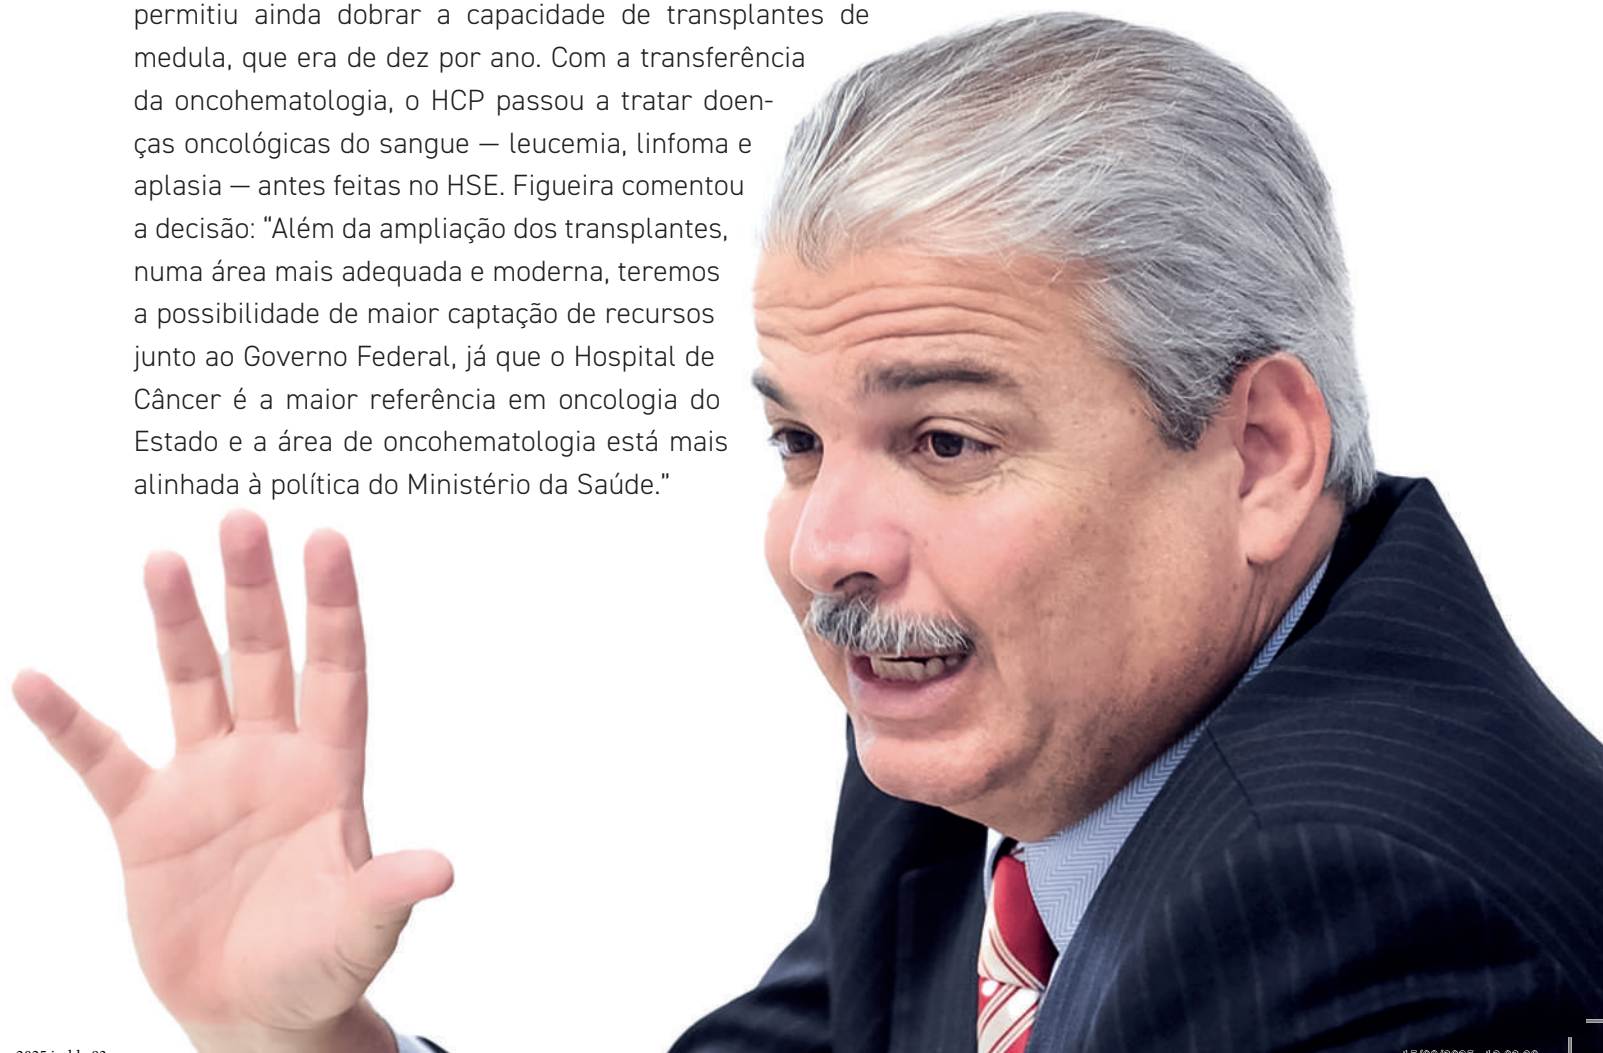 permitiu ainda dobrar a capacidade de transplantes de
medula, que era de dez por ano. Com a transferência
da oncohematologia, o HCP passou a tratar doen-
ças oncológicas do sangue — leucemia, linfoma e
aplasia — antes feitas no HSE. Figueira comentou
a decisão: “Além da ampliação dos transplantes,
numa área mais adequada e moderna, teremos
a possibilidade de maior captação de recursos
junto ao Governo Federal, já que o Hospital de
Câncer é a maior referência em oncologia do
Estado e a área de oncohematologia está mais
alinhada à política do Ministério da Saúde.”